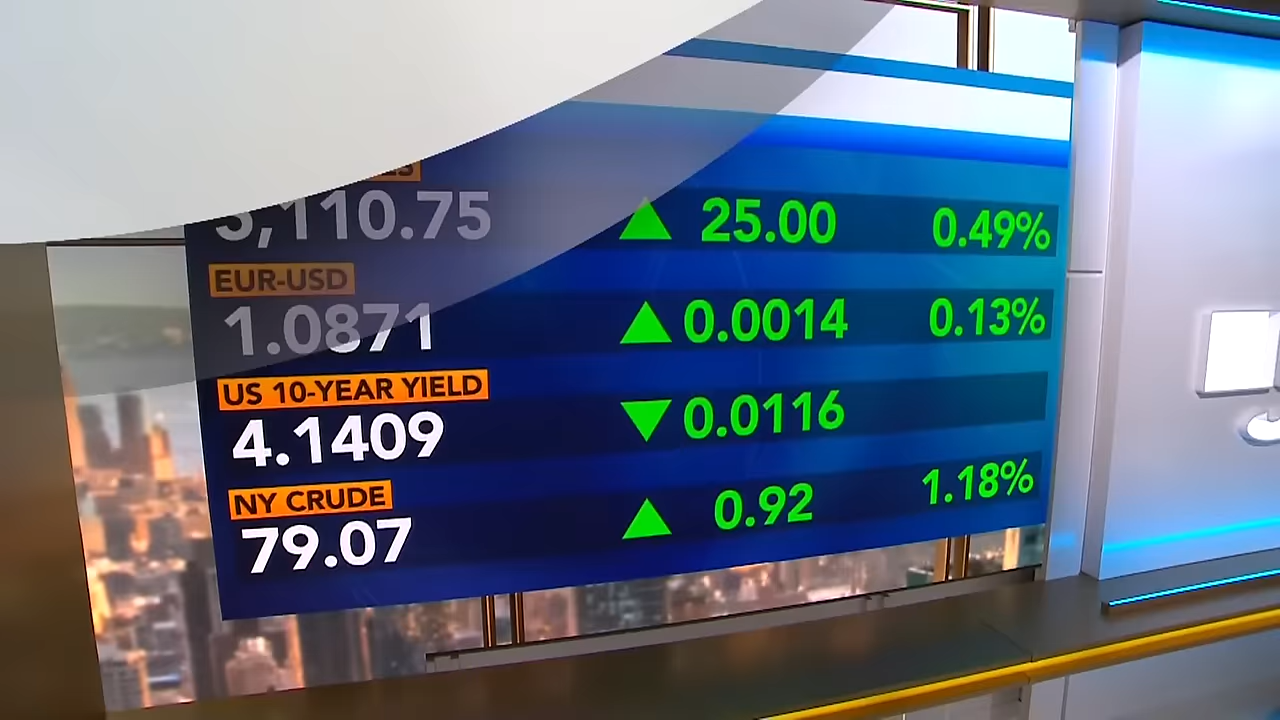 5,110.75 ▲ 25.00 0.49%
EUR-USD
1.0871 ▲ 0.0014 0.13%
US 10-YEAR YIELD
4.1409 ▼ 0.0116
NY CRUDE
79.07 ▲ 0.92 1.18%